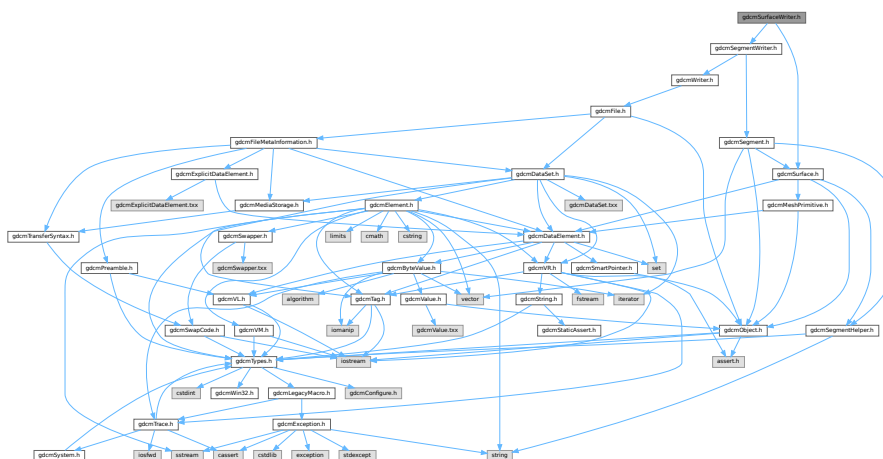 gdcmSurfaceWriter.h
gdcmSegmentWriter.h
gdcmWriter.h
gdcmFile.h
gdcmFileMetaInformation.h
gdcmSegment.h
gdcmExplicitDataElement.h
gdcmDataSet.h
gdcmSurface.h
gdcmExplicitDataElement.txx
gdcmMediaStorage.h
gdcmElement.h
gdcmDataSet.txx
gdcmMeshPrimitive.h
gdcmTransferSyntax.h
gdcmSwapper.h
limits
cmath
cstring
gdcmDataElement.h
gdcmPreamble.h
gdcmSwapper.txx
gdcmByteValue.h
gdcmVR.h
gdcmSmartPointer.h
set
gdcmVL.h
algorithm
gdcmTag.h
gdcmValue.h
vector
gdcmString.h
fstream
iterator
gdcmSwapCode.h
gdcmVM.h
iomanip
gdcmValue.txx
gdcmStaticAssert.h
gdcmObject.h
gdcmSegmentHelper.h
gdcmTypes.h
iostream
assert.h
cstdint
gdcmWin32.h
gdcmLegacyMacro.h
gdcmConfigure.h
gdcmTrace.h
gdcmException.h
gdcmSystem.h
iosfwd
sstream
cassert
cstdlib
exception
stdexcept
string